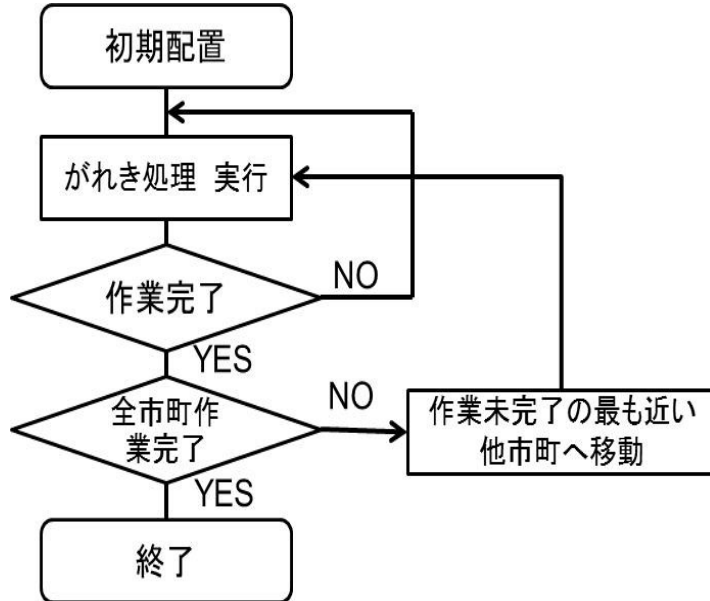 初期配置
がれき処理 実行
作業完了
NO
YES
全市町作
業完了
NO
作業未完了の最も近い
他市町へ移動
YES
終了